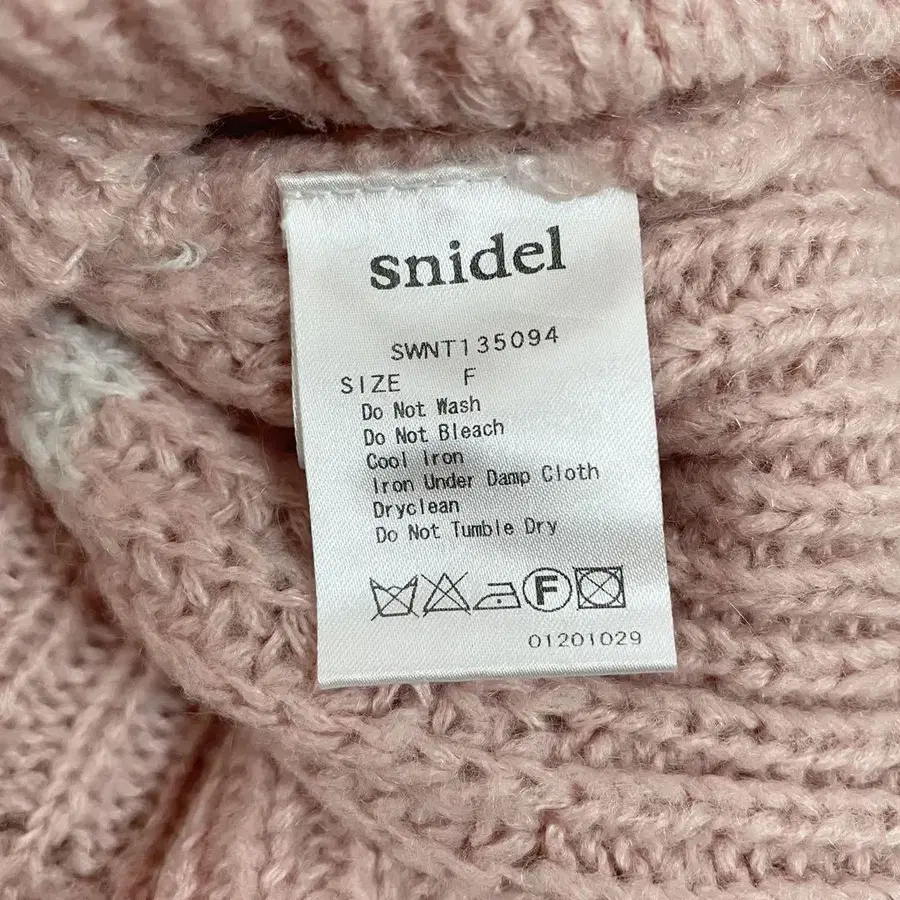 snidel
SWNT135094
SIZE F
Do Not Wash
Do Not Bleach
Cool Iron
Iron Under Damp Cloth
Dryclean
Do Not Tumble Dry
F
01201029